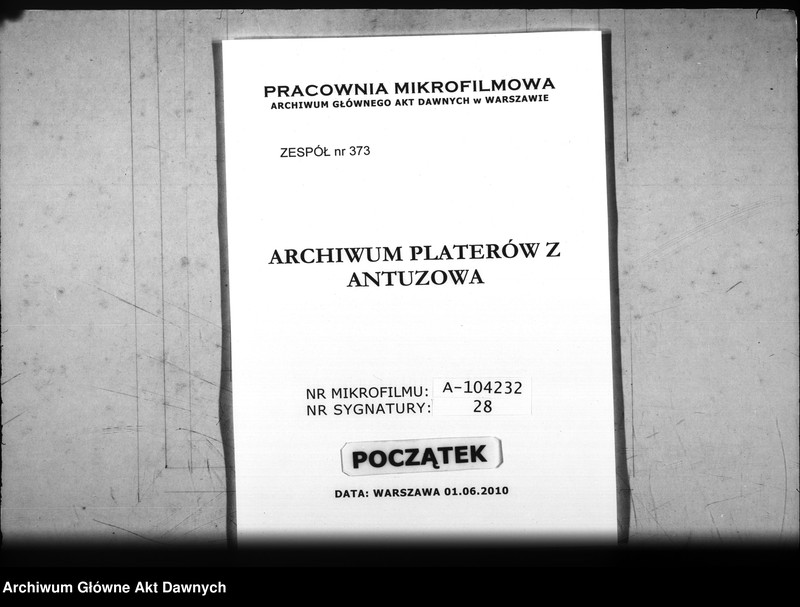 PRACOWNIA MIKROFILMOWA
ARCHIWUM GŁÓWNEGO AKT DAWNYCH w WARSZAWIE
ZESPÓŁ nr 373
ARCHIWUM PLATERÓW Z
ANTUZOWA
NR MIKROFILMU: A-104232
NR SYGNATURY: 28
POCZĄTEK
DATA: WARSZAWA 01.06.2010
Archiwum Główne Akt Dawnych